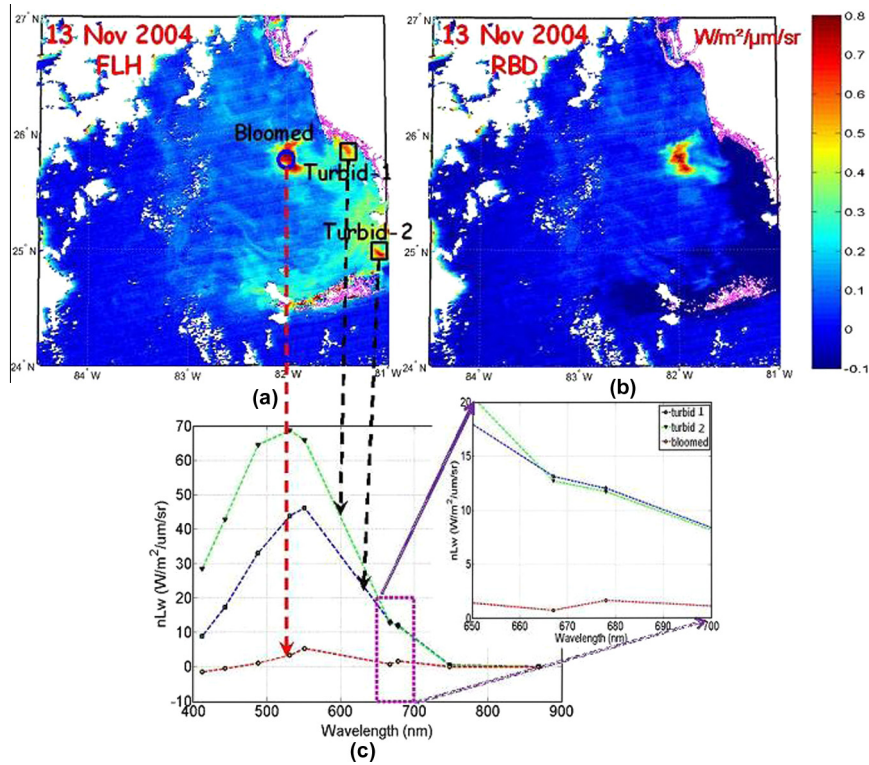 13 Nov 2004
FLH
Bloomed
Turbid-1
Turbid-2
27°N
26°N
25°N
24°N
84°W
83°W
82°W
81°W
(a)
13 Nov 2004
RBD
W/m²/µm/sr
27°N
26°N
25°N
24°N
84°W
83°W
82°W
81°W
(b)
0.8
0.7
0.6
0.5
0.4
0.3
0.2
0.1
0
-0.1
nLw (W/m²/um/sr)
70
60
50
40
30
20
10
0
-10
400
500
600
700
800
900
Wavelength (nm)
(c)
nLw (W/m²/um/sr)
20
15
10
5
0
650
660
670
680
690
700
Wavelength (nm)
turbid 1
turbid 2
bloomed